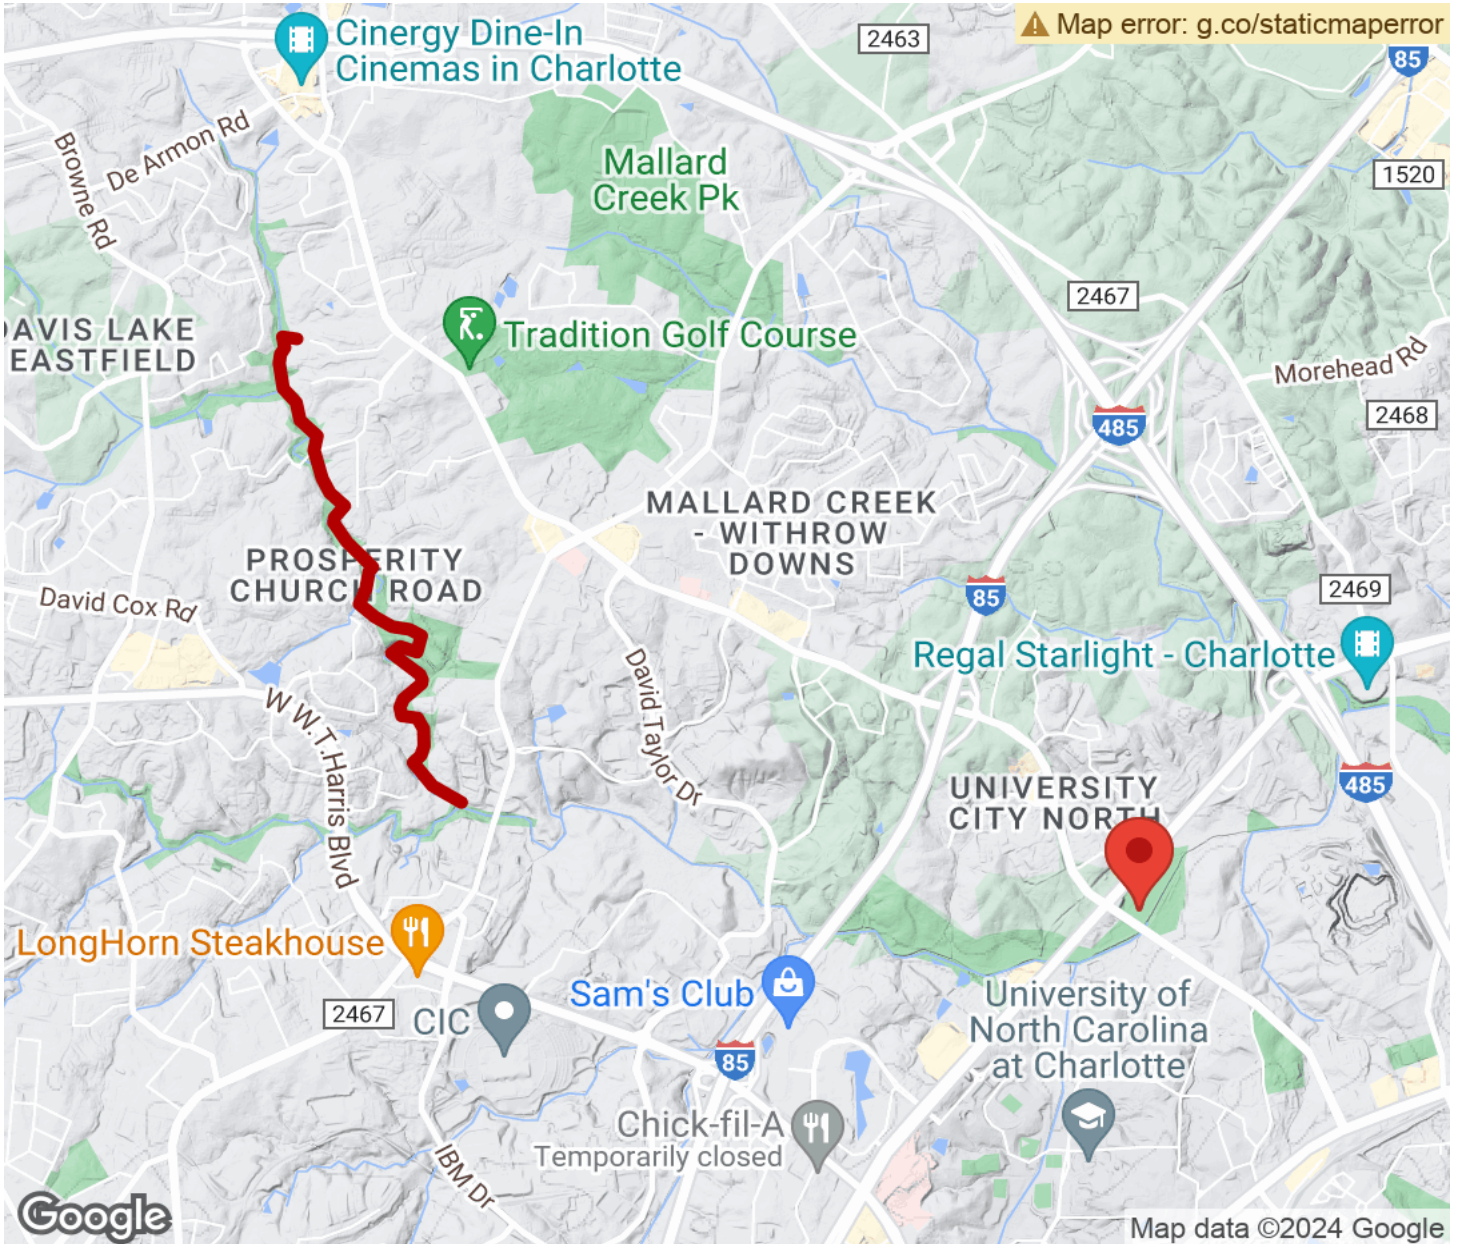 Map error: g.co/staticmaperror
Cinergy Dine-In
Cinemas in Charlotte
2463
85
De Armon Rd
Browne Rd
Mallard
Creek Pk
1520
2467
DAVIS LAKE
EASTFIELD
Tradition Golf Course
Morehead Rd
2468
485
MALLARD CREEK
- WITHROW
DOWNS
PROSPERITY
CHURCH ROAD
David Cox Rd
85
2469
Regal Starlight - Charlotte
W W.T.Harris Blvd
David Taylor Dr
485
UNIVERSITY
CITY NORTH
LongHorn Steakhouse
2467
CIC
Sam's Club
85
University of
North Carolina
at Charlotte
Chick-fil-A
Temporarily closed
IBM Dr
Google
Map data ©2024 Google